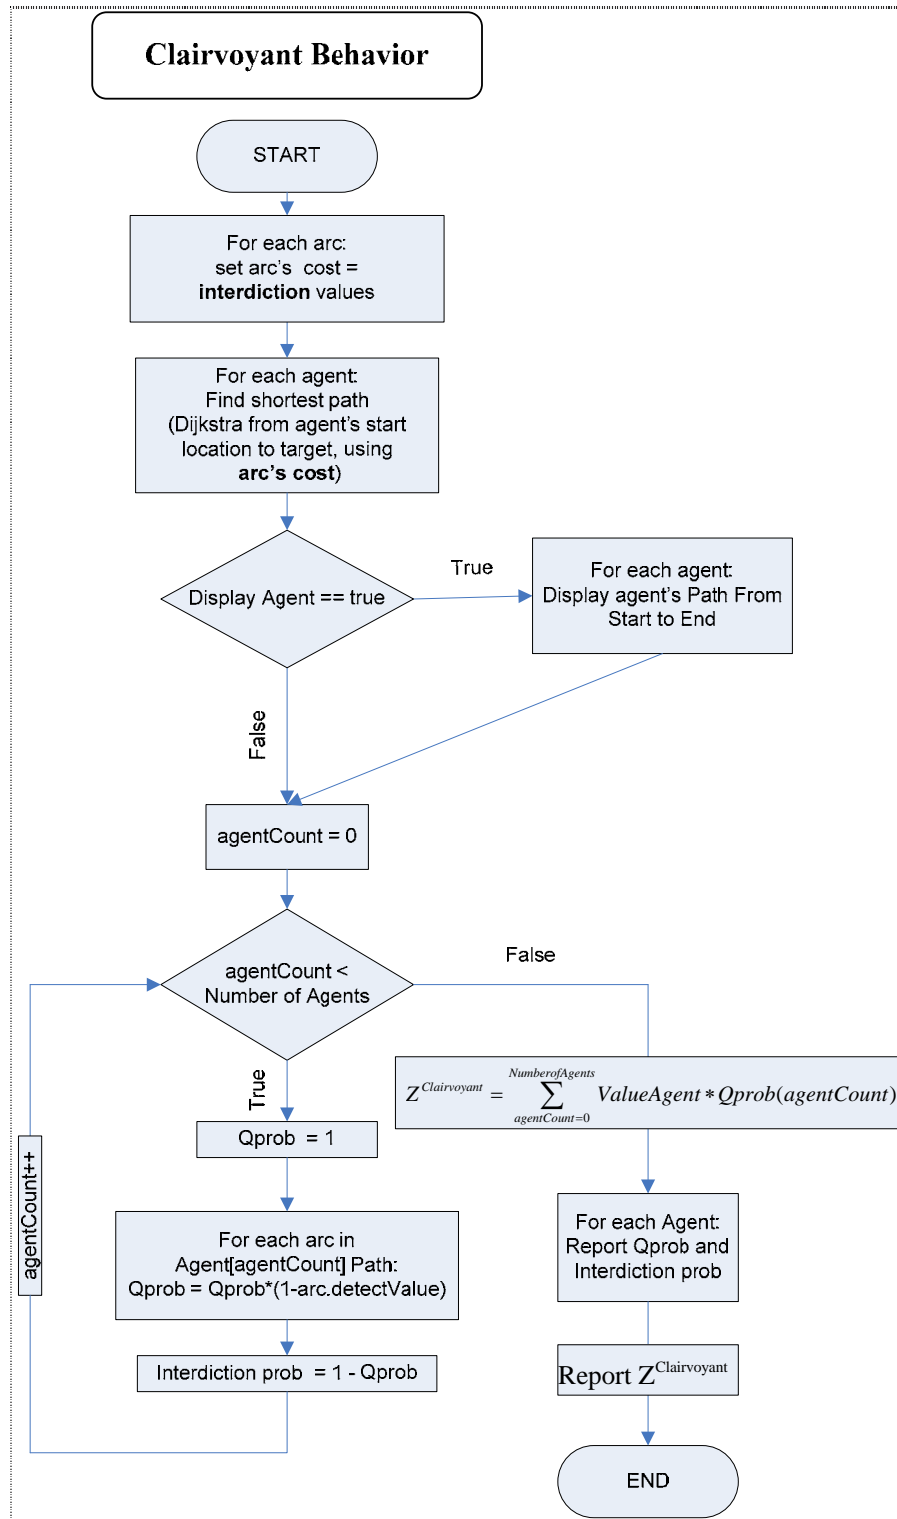 Clairvoyant Behavior
START
For each arc:
set arc's cost =
interdiction values
For each agent:
Find shortest path
(Dijkstra from agent's start
location to target, using
arc's cost)
Display Agent == true
True
For each agent:
Display agent's Path From
Start to End
False
agentCount = 0
agentCount <
Number of Agents
False
True
Z^{Clairvoyant} = \sum_{agentCount=0}^{NumberofAgents} ValueAgent * Qprob(agentCount)
Qprob = 1
agentCount++
For each arc in
Agent[agentCount] Path:
Qprob = Qprob*(1-arc.detectValue)
Interdiction prob = 1 - Qprob
For each Agent:
Report Qprob and
Interdiction prob
Report Z^{Clairvoyant}
END